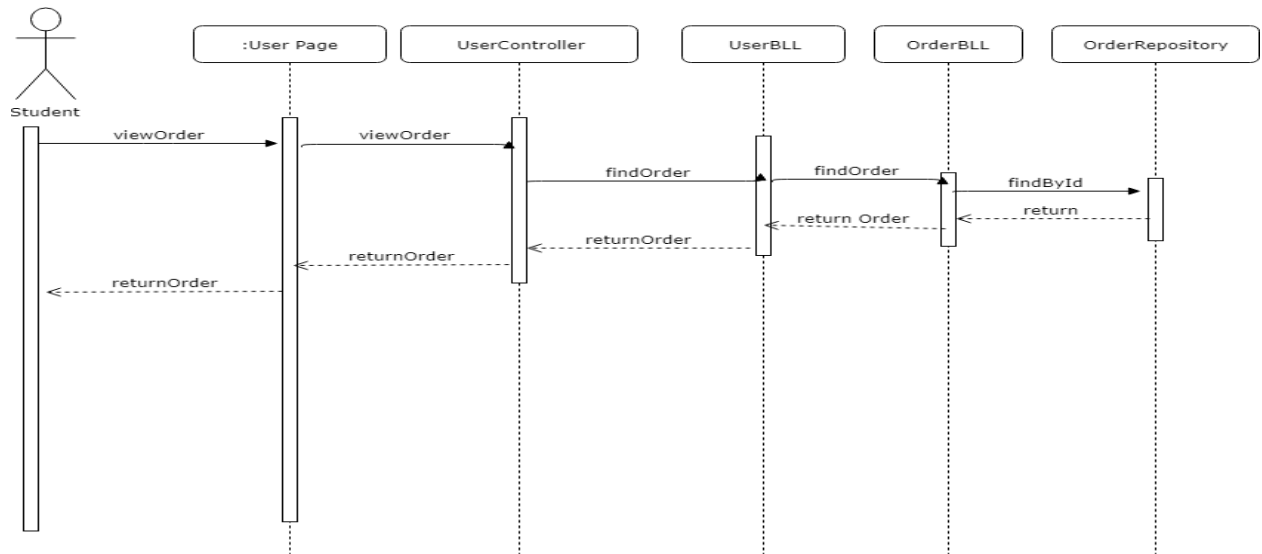 :User Page
UserController
UserBLL
OrderBLL
OrderRepository
Student
viewOrder
viewOrder
findOrder
findOrder
findById
return
return Order
returnOrder
returnOrder
returnOrder